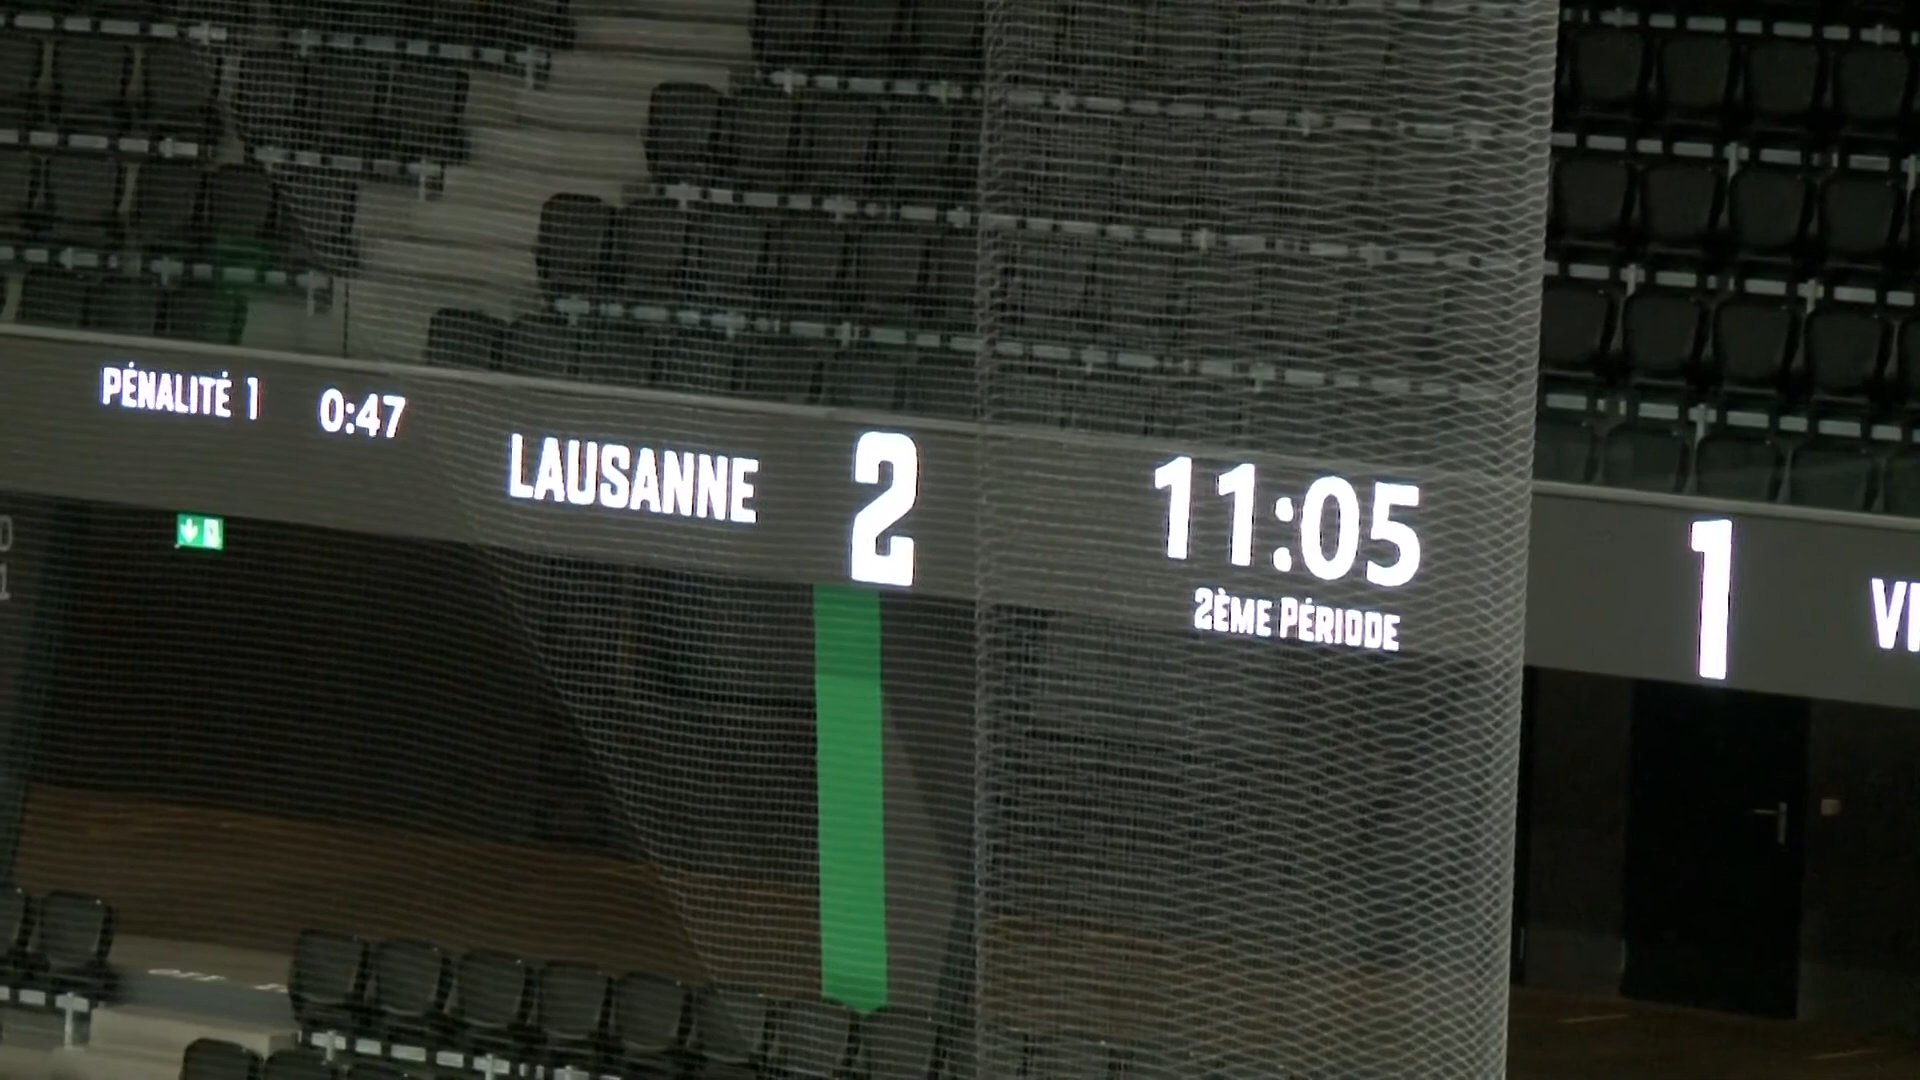 PÉNALITÉ 1 0:47
LAUSANNE 2
11:05
2ÈME PÉRIODE
1